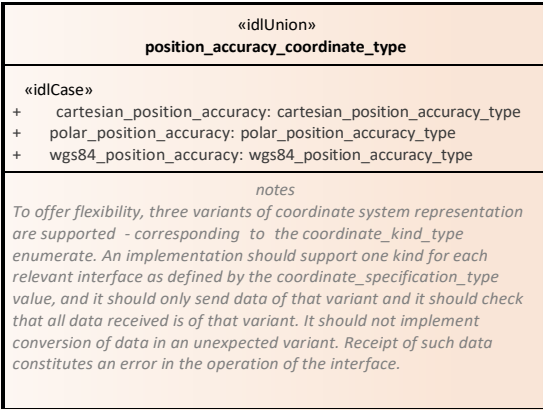 «idlUnion»
position_accuracy_coordinate_type
«idlCase»
+ cartesian_position_accuracy: cartesian_position_accuracy_type
+ polar_position_accuracy: polar_position_accuracy_type
+ wgs84_position_accuracy: wgs84_position_accuracy_type
notes
To offer flexibility, three variants of coordinate system representation
are supported - corresponding to the coordinate_kind_type
enumerate. An implementation should support one kind for each
relevant interface as defined by the coordinate_specification_type
value, and it should only send data of that variant and it should check
that all data received is of that variant. It should not implement
conversion of data in an unexpected variant. Receipt of such data
constitutes an error in the operation of the interface.